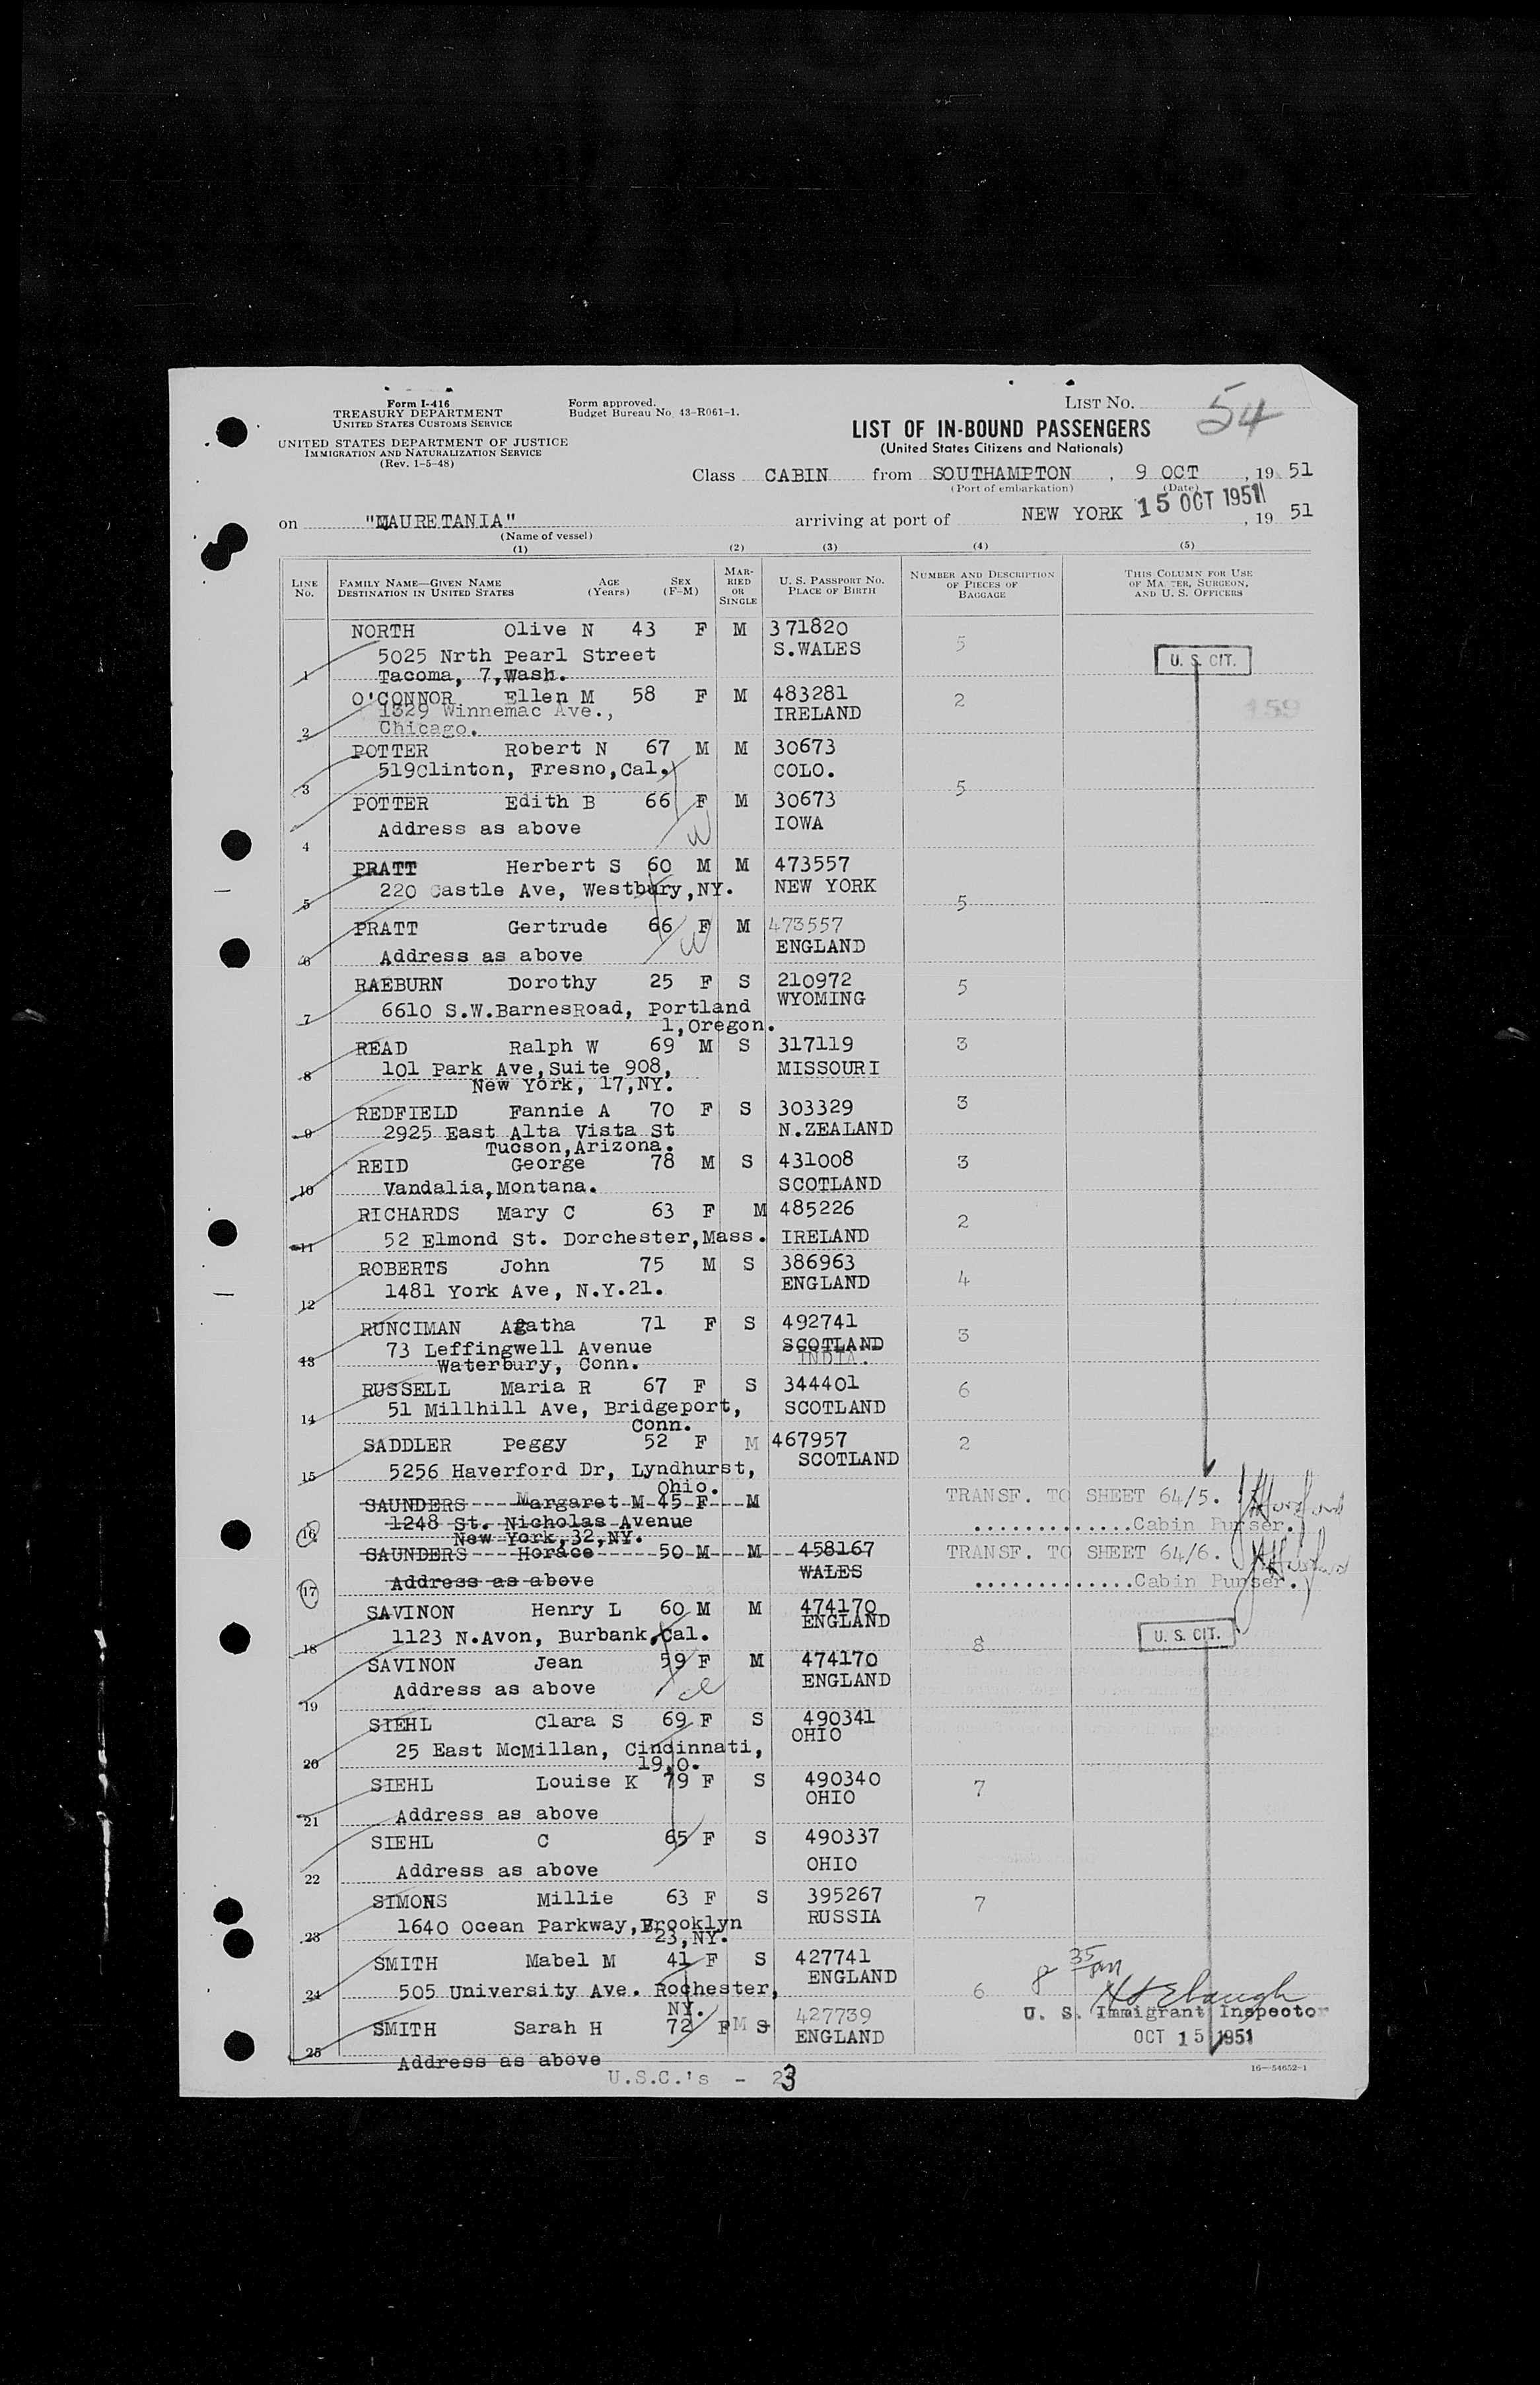 Form I-416
TREASURY DEPARTMENT
UNITED STATES CUSTOMS SERVICE
UNITED STATES DEPARTMENT OF JUSTICE
IMMIGRATION AND NATURALIZATION SERVICE
(Rev. 1-5-48)
Form approved.
Budget Bureau No. 43-R061-1.
LIST NO. 54
LIST OF IN-BOUND PASSENGERS
(United States Citizens and Nationals)
Class CABIN from SOUTHAMPTON , 9 OCT , 19 51
(Port of embarkation) (Date)
on "MAURETANIA" arriving at port of NEW YORK 15 OCT 1951 , 19 51
(Name of vessel)
(1) (2) (3) (4) (5)
LINE NO. FAMILY NAME—GIVEN NAME DESTINATION IN UNITED STATES AGE (Years) SEX (F-M) MARRIED OR SINGLE U. S. PASSPORT NO. PLACE OF BIRTH NUMBER AND DESCRIPTION OF PIECES OF BAGGAGE THIS COLUMN FOR USE OF MASTER, SURGEON, AND U. S. OFFICERS
NORTH Olive N 43 F M 371820 5
5025 Nrth Pearl Street S.WALES U. S. CIT.
1 Tacoma, 7,Wash.
O'CONNOR Ellen M 58 F M 483281 2
1329 Winnemac Ave., IRELAND 159
2 Chicago.
POTTER Robert N 67 M M 30673
519Clinton, Fresno,Cal. COLO.
3 5
POTTER Edith B 66 F M 30673
Address as above IOWA
4
PRATT Herbert S 60 M M 473557
220 Castle Ave, Westbury,NY. NEW YORK
5 5
PRATT Gertrude 66 F M 473557
6 Address as above ENGLAND
RAEBURN Dorothy 25 F S 210972 5
6610 S.W.BarnesRoad, Portland WYOMING
7 1,Oregon.
READ Ralph W 69 M S 317119 3
8 101 Park Ave,Suite 908, MISSOURI
New York, 17,NY.
REDFIELD Fannie A 70 F S 303329 3
9 2925 East Alta Vista St N.ZEALAND
Tucson,Arizona.
REID George 78 M S 431008 3
10 Vandalia,Montana. SCOTLAND
RICHARDS Mary C 63 F M 485226 2
11 52 Elmond St. Dorchester,Mass. IRELAND
ROBERTS John 75 M S 386963 4
12 1481 York Ave, N.Y.21. ENGLAND
RUNCIMAN Agatha 71 F S 492741 3
73 Leffingwell Avenue SCOTLAND
13 Waterbury, Conn. INDIA.
RUSSELL Maria R 67 F S 344401 6
14 51 Millhill Ave, Bridgeport, SCOTLAND
Conn.
SADDLER Peggy 52 F M 467957 2
15 5256 Haverford Dr, Lyndhurst, SCOTLAND
Ohio.
SAUNDERS Margaret M 45 F M TRANSF. TO SHEET 64/5.
16 1248 St. Nicholas Avenue .............Cabin Purser.
New York,32,NY.
SAUNDERS Horace 50 M M 458167 TRANSF. TO SHEET 64/6.
17 Address as above WALES .............Cabin Purser.
SAVINON Henry L 60 M M 474170
ENGLAND
18 1123 N.Avon, Burbank,Cal. 8 U. S. CIT.
SAVINON Jean 59 F M 474170
19 Address as above ENGLAND
SIEHL Clara S 69 F S 490341
OHIO
20 25 East McMillan, Cincinnati,
19,O.
SIEHL Louise K 79 F S 490340 7
OHIO
21 Address as above
SIEHL C 65 F S 490337
22 Address as above OHIO
SIMONS Millie 63 F S 395267 7
23 1640 Ocean Parkway,Brooklyn RUSSIA
23,NY.
SMITH Mabel M 41 F S 427741 8 35 am
24 505 University Ave. Rochester, ENGLAND 6
NY. U. S. Immigrant Inspector
SMITH Sarah H 72 F M S 427739
ENGLAND OCT 15 1951
25 Address as above
U.S.C.'s - 23
16—54652-1